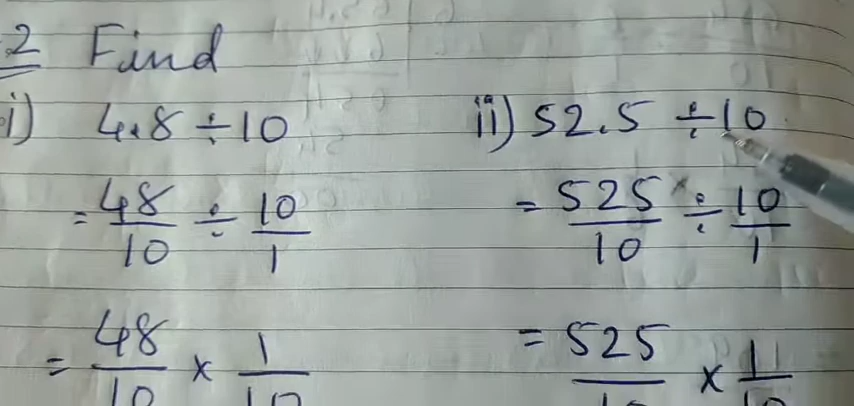 2 Find
i) 4.8 ÷ 10
= 48/10 ÷ 10/1
= 48/10 × 1/10
ii) 52.5 ÷ 10
= 525/10 ÷ 10/1
= 525/10 × 1/10